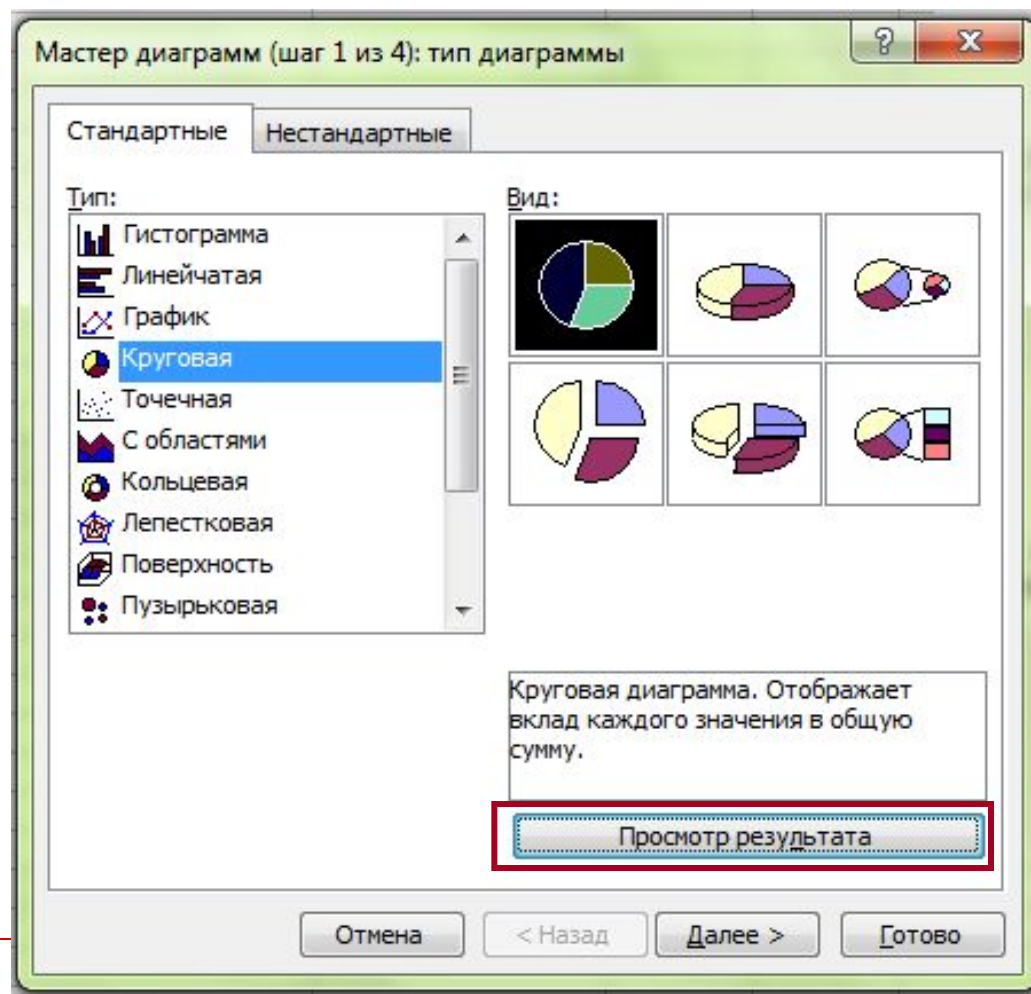 Мастер диаграмм (шаг 1 из 4): тип диаграммы
Стандартные
Нестандартные
Тип:
Вид:
Гистограмма
Линейчатая
График
Круговая
Точечная
С областями
Кольцевая
Лепестковая
Поверхность
Пузырьковая
Круговая диаграмма. Отображает
вклад каждого значения в общую
сумму.
Просмотр результата
Отмена
< Назад
Далее >
Готово